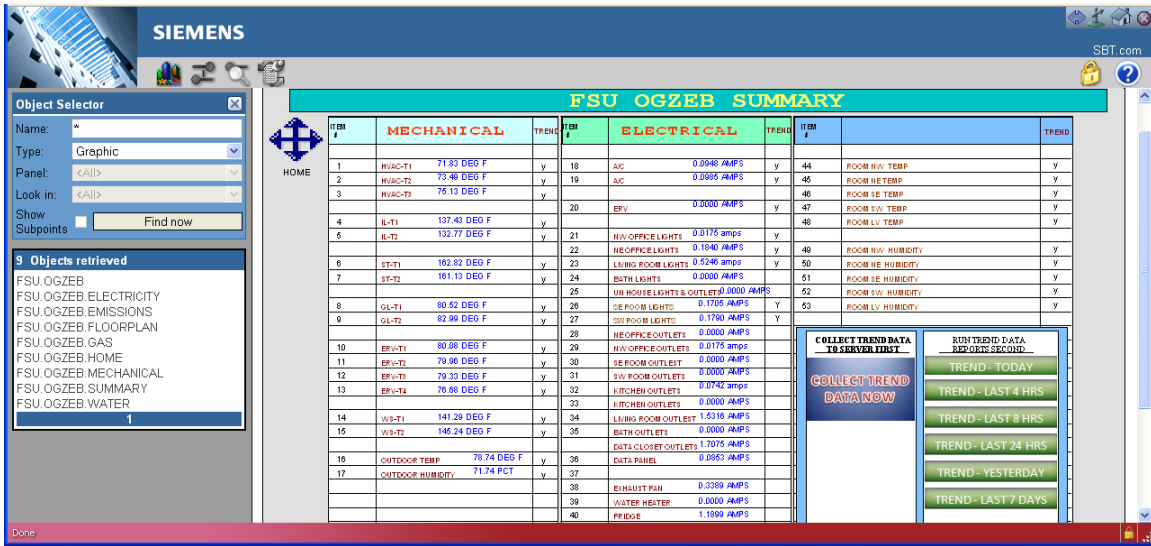 SIEMENS
SBT.com
Object Selector
Name: *
Type: Graphic
Panel: <All>
Look in: <All>
Show Subpoints
Find now
9 Objects retrieved
FSU.OGZEB
FSU.OGZEB.ELECTRICITY
FSU.OGZEB.EMISSIONS
FSU.OGZEB.FLOORPLAN
FSU.OGZEB.GAS
FSU.OGZEB.HOME
FSU.OGZEB.MECHANICAL
FSU.OGZEB.SUMMARY
FSU.OGZEB.WATER
1
FSU OGZEB SUMMARY
HOME
ITEM # MECHANICAL TREND
1 HVAC-T1 71.83 DEG F y
2 HVAC-T2 73.49 DEG F y
3 HVAC-T3 75.13 DEG F y
4 IL-T1 137.43 DEG F y
5 IL-T2 132.77 DEG F y
6 ST-T1 162.82 DEG F y
7 ST-T2 161.13 DEG F y
8 GL-T1 80.52 DEG F y
9 GL-T2 82.99 DEG F y
10 ERV-T1 80.08 DEG F y
11 ERV-T2 79.96 DEG F y
12 ERV-T3 79.33 DEG F y
13 ERV-T4 76.68 DEG F y
14 WS-T1 141.29 DEG F y
15 WS-T2 145.24 DEG F y
16 OUTDOOR TEMP 78.74 DEG F y
17 OUTDOOR HUMIDITY 71.74 PCT y
ITEM # ELECTRICAL TREND
18 A/C 0.0948 AMPS y
19 A/C 0.0985 AMPS y
20 ERV 0.0000 AMPS y
21 NW OFFICE LIGHTS 0.0175 amps y
22 NE OFFICE LIGHTS 0.1840 AMPS y
23 LIVING ROOM LIGHTS 0.5246 amps y
24 BATH LIGHTS 0.0000 AMPS
25 UN HOUSE LIGHTS & OUTLETS 0.0000 AMPS
26 SE ROOM LIGHTS 0.1705 AMPS Y
27 SW ROOM LIGHTS 0.1790 AMPS Y
28 NE OFFICE OUTLETS 0.0000 AMPS
29 NW OFFICE OUTLETS 0.0175 amps
30 SE ROOM OUTLEST 0.0000 AMPS
31 SW ROOM OUTLETS 0.0000 AMPS
32 KITCHEN OUTLETS 0.0742 amps
33 KITCHEN OUTLETS 0.0000 AMPS
34 LIVING ROOM OUTLEST 1.5316 AMPS
35 BATH OUTLETS 0.0000 AMPS
DATA CLOSET OUTLETS 1.7075 AMPS
36 DATA PANEL 0.0853 AMPS
37
38 EXHAUST FAN 0.3389 AMPS
39 WATER HEATER 0.0000 AMPS
40 FRIDGE 1.1899 AMPS
ITEM # TREND
44 ROOM NW TEMP y
45 ROOM NE TEMP y
46 ROOM SE TEMP y
47 ROOM SW TEMP y
48 ROOM LV TEMP y
49 ROOM NW HUMIDITY y
50 ROOM NE HUMIDITY y
51 ROOM SE HUMIDITY y
52 ROOM SW HUMIDITY y
53 ROOM LV HUMIDITY y
COLLECT TREND DATA
TO SERVER FIRST
COLLECT TREND
DATA NOW
RUN TREND DATA
REPORTS SECOND
TREND - TODAY
TREND - LAST 4 HRS
TREND - LAST 8 HRS
TREND - LAST 24 HRS
TREND - YESTERDAY
TREND - LAST 7 DAYS
Done